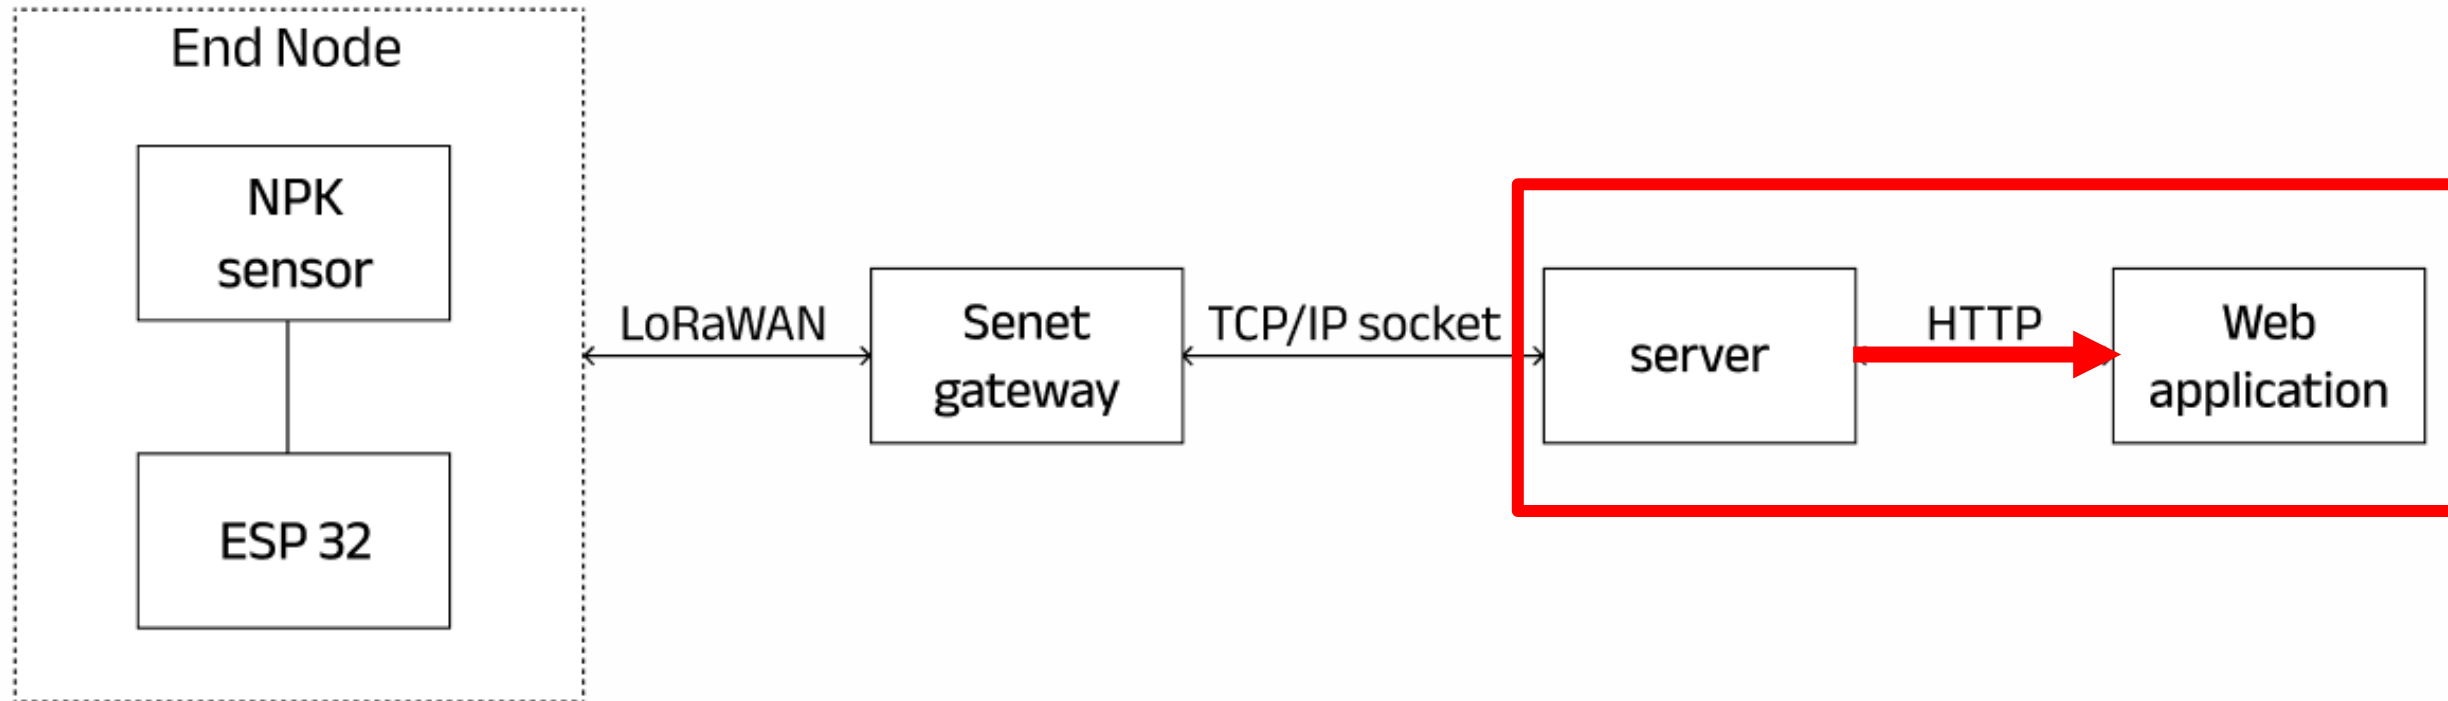 End Node
NPK
sensor
ESP 32
LoRaWAN
Senet
gateway
TCP/IP socket
server
HTTP
Web
application